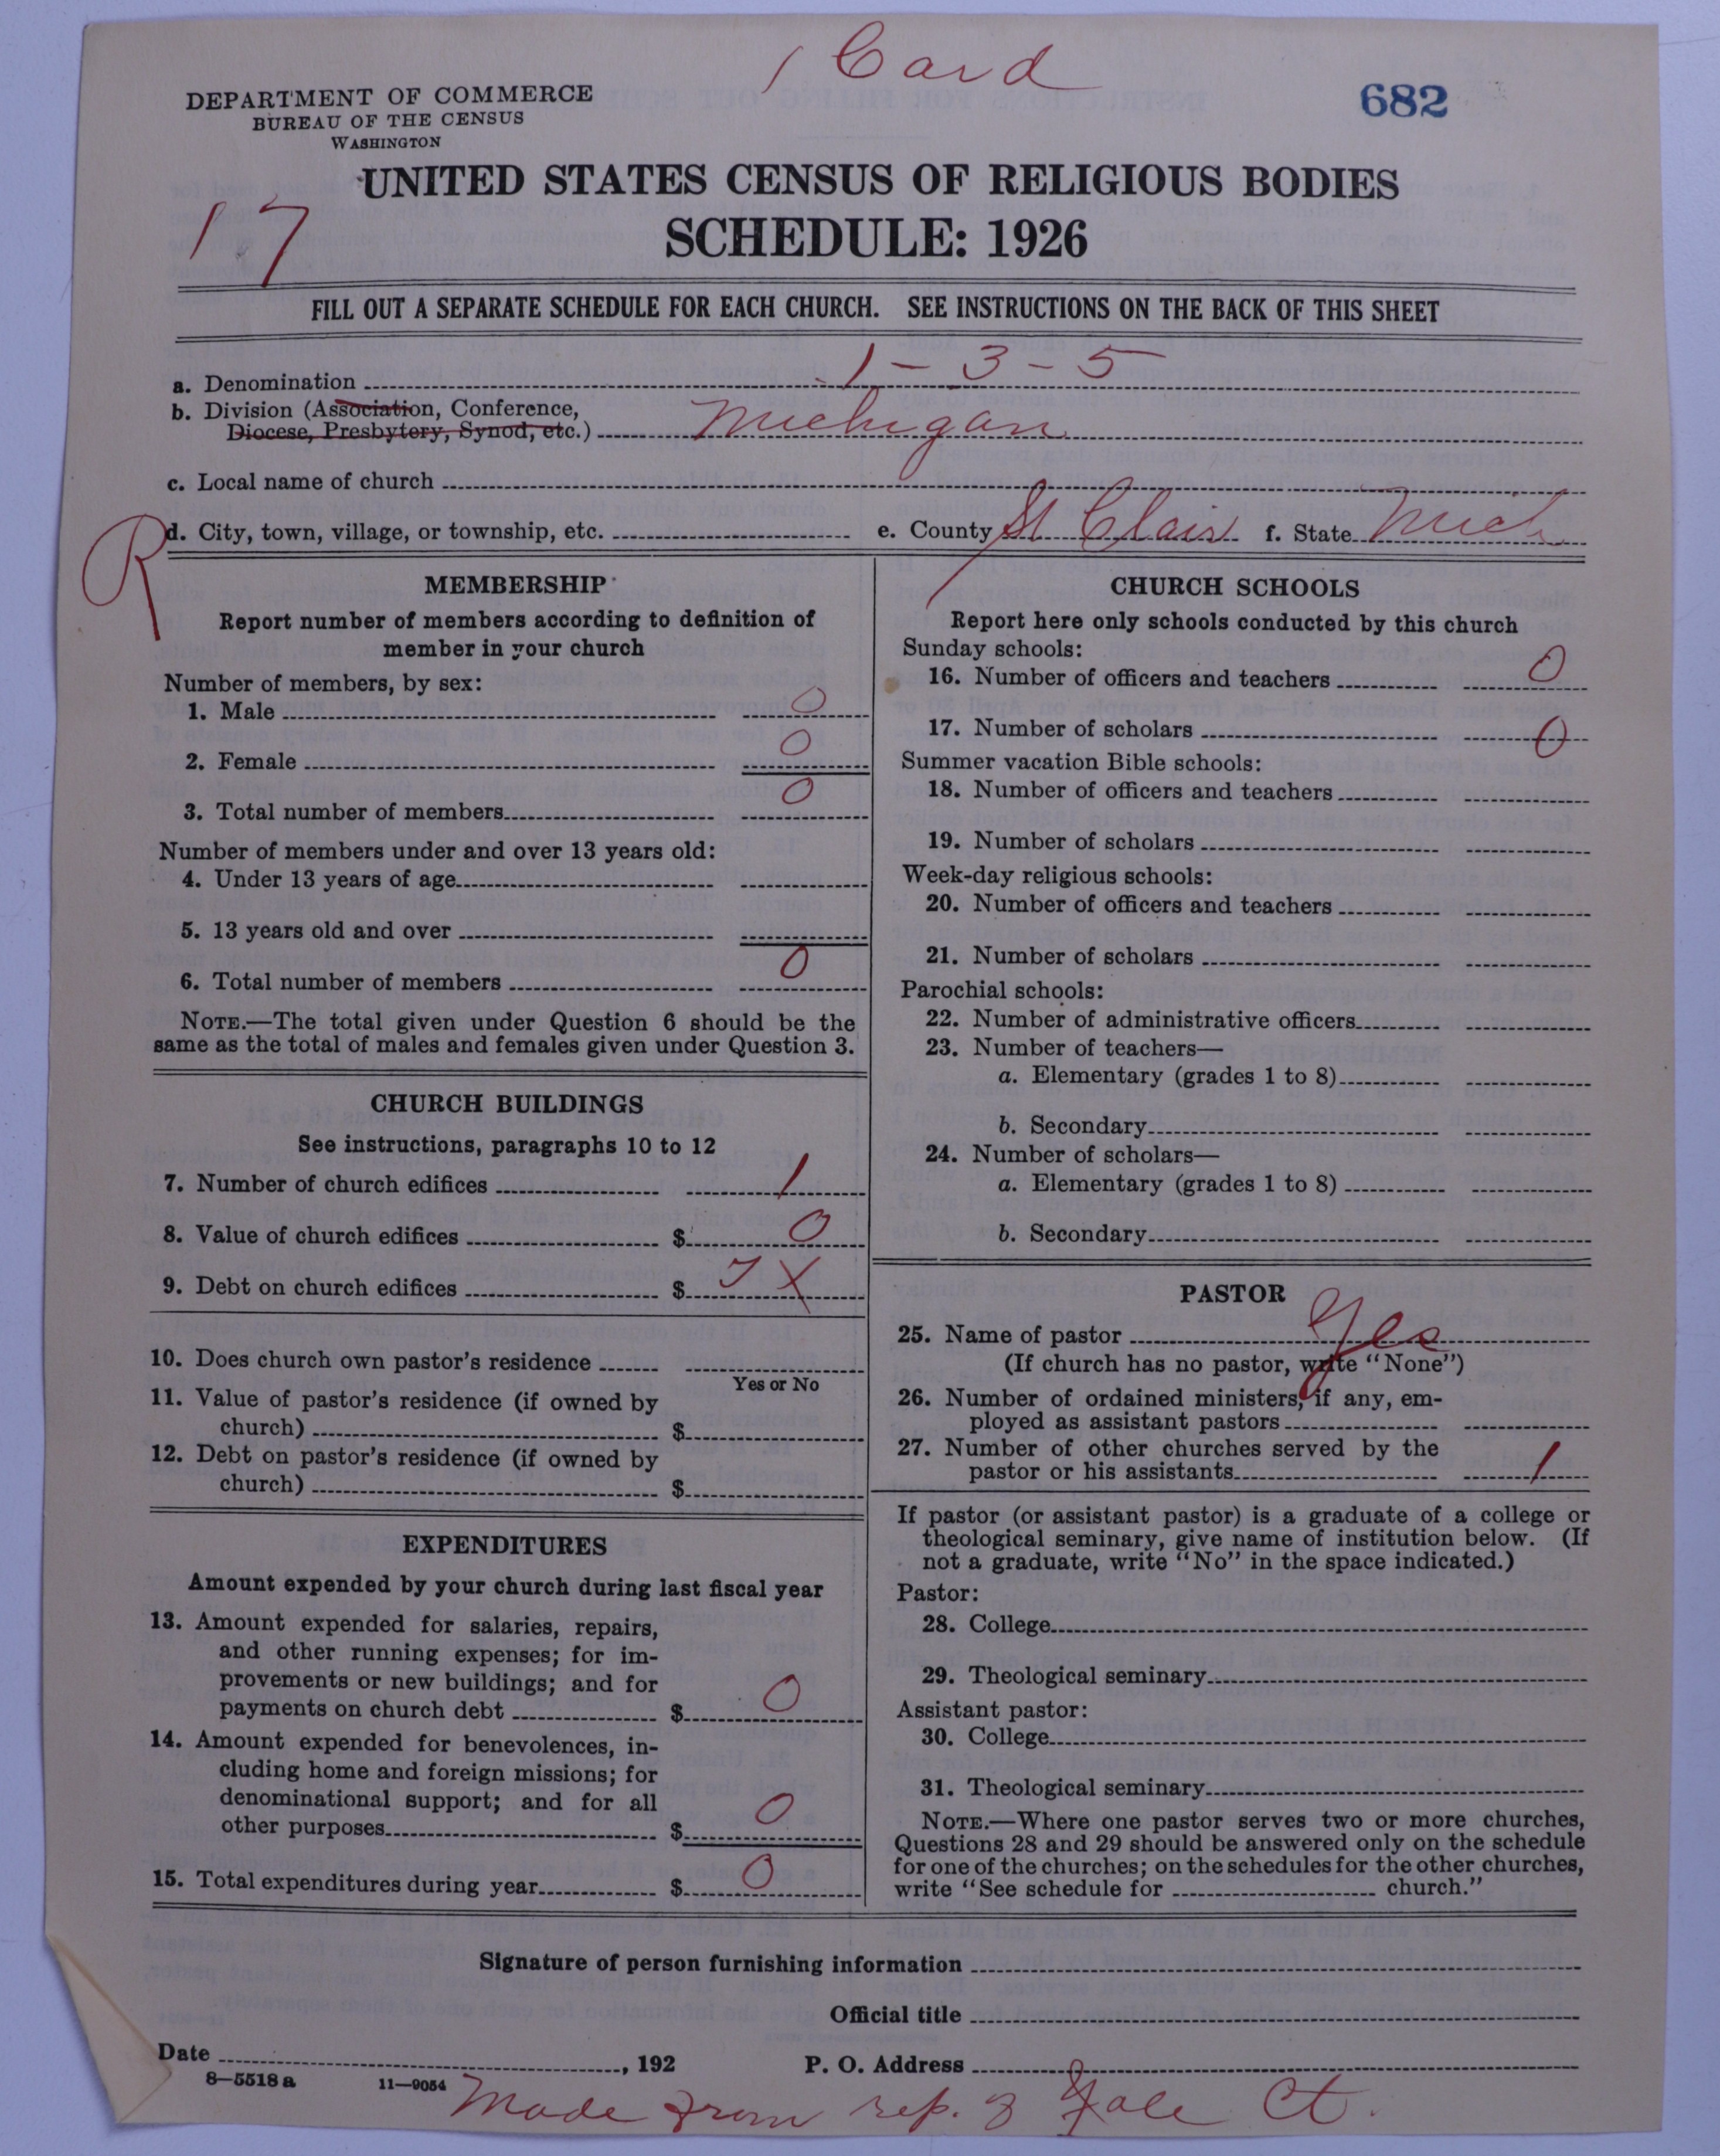 1 Card
682
DEPARTMENT OF COMMERCE
BUREAU OF THE CENSUS
WASHINGTON
UNITED STATES CENSUS OF RELIGIOUS BODIES
17
SCHEDULE: 1926
FILL OUT A SEPARATE SCHEDULE FOR EACH CHURCH. SEE INSTRUCTIONS ON THE BACK OF THIS SHEET
a. Denomination 1-3-5
b. Division (Association, Conference,
Diocese, Presbytery, Synod, etc.) Michigan
c. Local name of church
R
d. City, town, village, or township, etc. e. County St Clair f. State Mich
MEMBERSHIP
Report number of members according to definition of
member in your church
Number of members, by sex:
1. Male 0
2. Female 0
3. Total number of members 0
Number of members under and over 13 years old:
4. Under 13 years of age
5. 13 years old and over
6. Total number of members 0
NOTE.—The total given under Question 6 should be the
same as the total of males and females given under Question 3.
CHURCH BUILDINGS
See instructions, paragraphs 10 to 12
7. Number of church edifices 1
8. Value of church edifices $ 0
9. Debt on church edifices $ X
10. Does church own pastor's residence
Yes or No
11. Value of pastor's residence (if owned by
church) $
12. Debt on pastor's residence (if owned by
church) $
EXPENDITURES
Amount expended by your church during last fiscal year
13. Amount expended for salaries, repairs,
and other running expenses; for im-
provements or new buildings; and for
payments on church debt $ 0
14. Amount expended for benevolences, in-
cluding home and foreign missions; for
denominational support; and for all
other purposes $ 0
15. Total expenditures during year $ 0
CHURCH SCHOOLS
Report here only schools conducted by this church
Sunday schools:
16. Number of officers and teachers 0
17. Number of scholars 0
Summer vacation Bible schools:
18. Number of officers and teachers
19. Number of scholars
Week-day religious schools:
20. Number of officers and teachers
21. Number of scholars
Parochial schools:
22. Number of administrative officers
23. Number of teachers—
a. Elementary (grades 1 to 8)
b. Secondary
24. Number of scholars—
a. Elementary (grades 1 to 8)
b. Secondary
PASTOR
25. Name of pastor Yes
(If church has no pastor, write "None")
26. Number of ordained ministers, if any, em-
ployed as assistant pastors
27. Number of other churches served by the
pastor or his assistants 1
If pastor (or assistant pastor) is a graduate of a college or
theological seminary, give name of institution below. (If
not a graduate, write "No" in the space indicated.)
Pastor:
28. College
29. Theological seminary
Assistant pastor:
30. College
31. Theological seminary
NOTE.—Where one pastor serves two or more churches,
Questions 28 and 29 should be answered only on the schedule
for one of the churches; on the schedules for the other churches,
write "See schedule for church."
Signature of person furnishing information
Official title
Date , 192 P. O. Address
8-5518 a 11-9054
Made from rep. of Yale Ct.